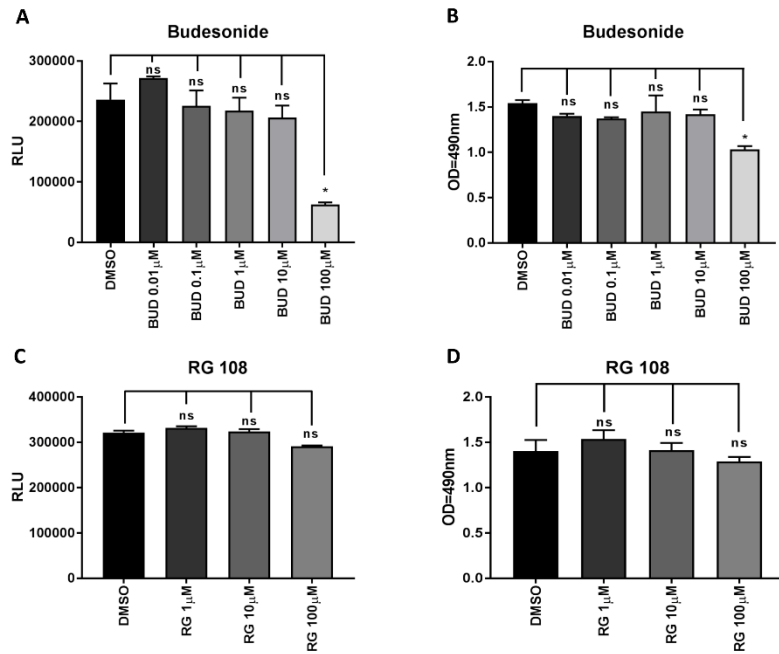 A
Budesonide
RLU
300000
200000
100000
0
ns
ns
ns
ns
*
DMSO
BUD 0.01μM
BUD 0.1μM
BUD 1μM
BUD 10μM
BUD 100μM
B
Budesonide
OD=490nm
2.0
1.5
1.0
0.5
0.0
ns
ns
ns
ns
*
DMSO
BUD 0.01μM
BUD 0.1μM
BUD 1μM
BUD 10μM
BUD 100μM
C
RG 108
RLU
400000
300000
200000
100000
0
ns
ns
ns
DMSO
RG 1μM
RG 10μM
RG 100μM
D
RG 108
OD=490nm
2.0
1.5
1.0
0.5
0.0
ns
ns
ns
DMSO
RG 1μM
RG 10μM
RG 100μM